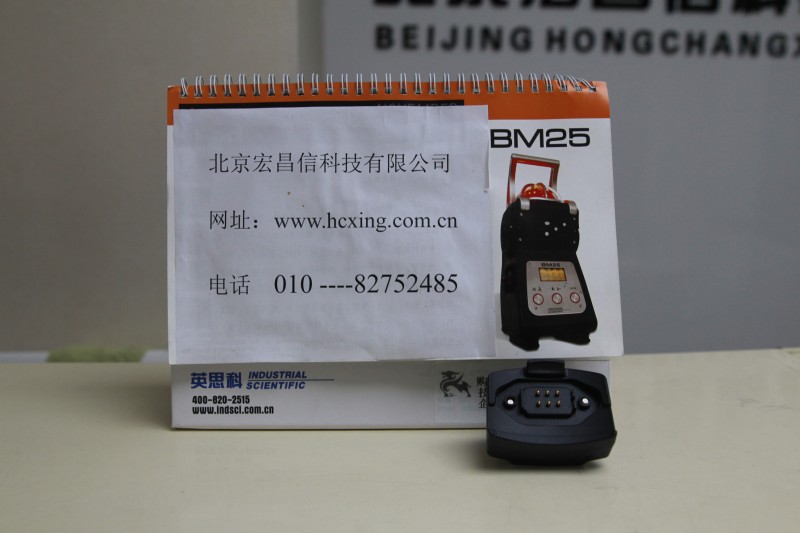 BEIJING HONGCHANGX
BM25
北京宏昌信科技有限公司
网址：www.hcxing.com.cn
电话 010 ----82752485
BM25
英思科 INDUSTRIAL SCIENTIFIC
400-820-2515
www.indsci.com.cn